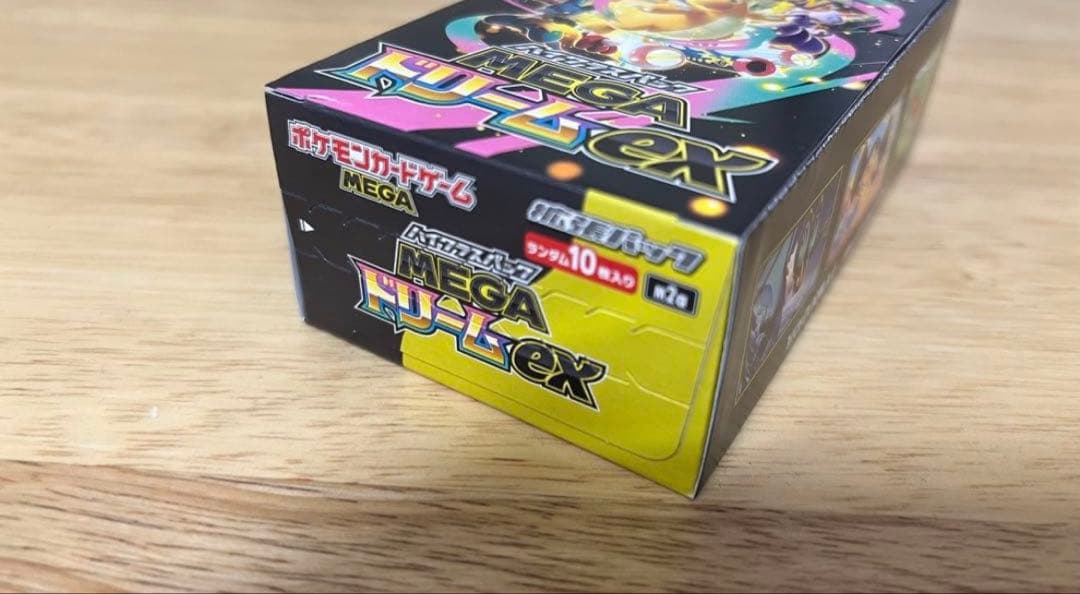 ハイクラスパック
MEGA
ドリームex
ポケモンカードゲーム
MEGA
拡張パック
ランダム10枚入り
ハイクラスパック
MEGA
ドリームex